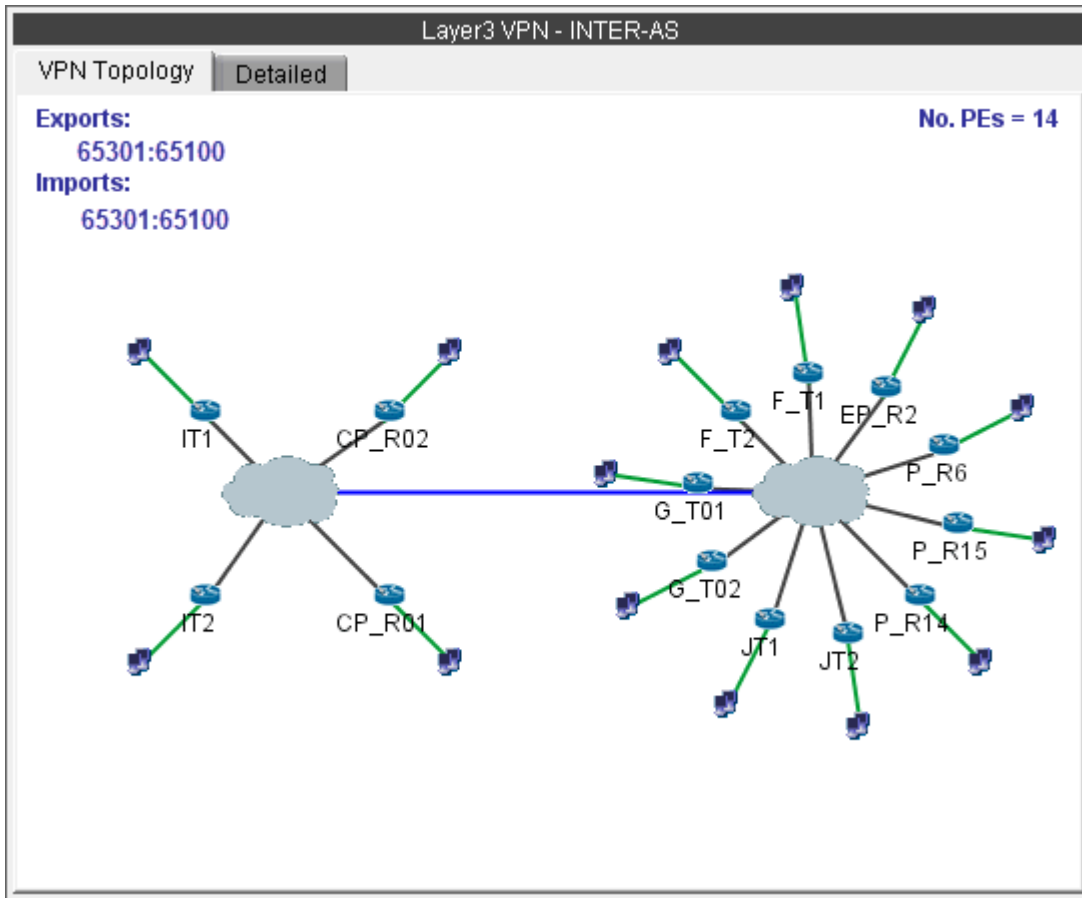 Layer3 VPN - INTER-AS
VPN Topology
Detailed
Exports:
65301:65100
Imports:
65301:65100
No. PEs = 14
IT1
CP_R02
IT2
CP_R01
F_T1
EP_R2
F_T2
P_R6
G_T01
P_R15
G_T02
P_R14
JT1
JT2